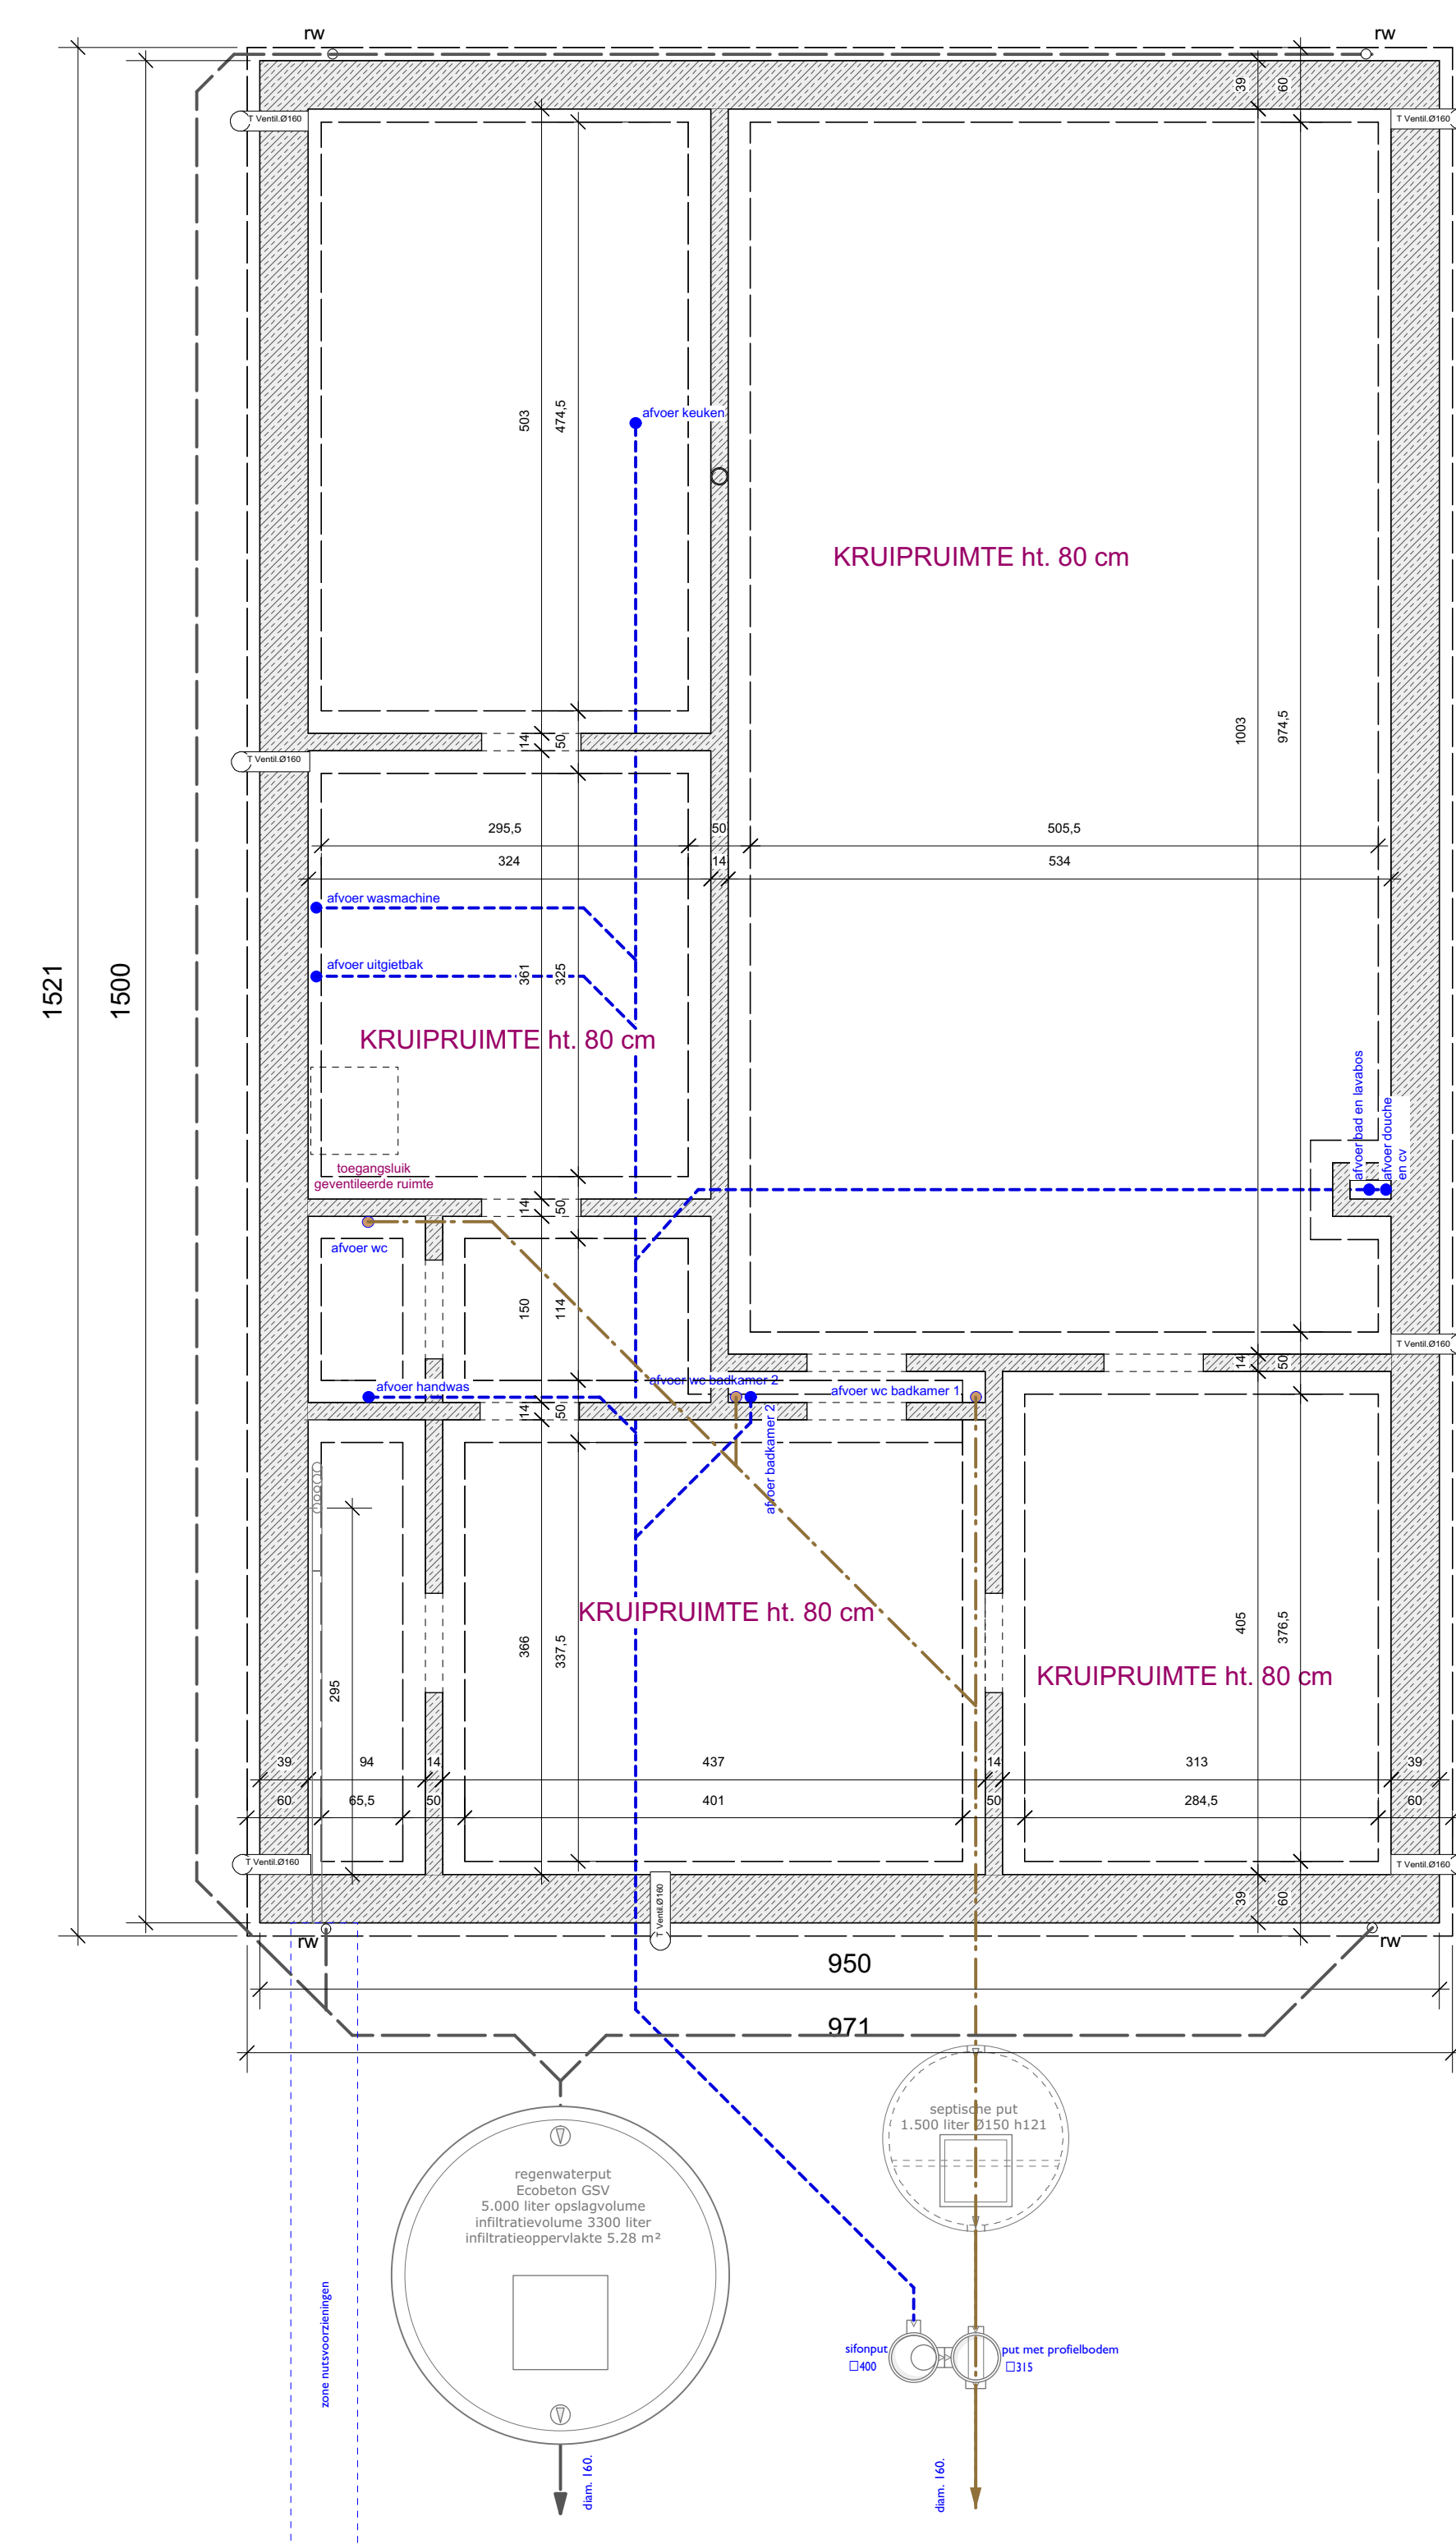 rw
rw
39
60
T Ventil.Ø160
T Ventil.Ø160
503
474,5
afvoer keuken
KRUIPRUIMTE ht. 80 cm
1003
974,5
14
50
T Ventil.Ø160
295,5
50
505,5
324
14
534
afvoer wasmachine
afvoer uitgietbak
361
325
1521
1500
KRUIPRUIMTE ht. 80 cm
afvoer bad en lavabos
afvoer douche
en cv
toegangsluik
geventileerde ruimte
14
50
afvoer wc
150
114
T Ventil.Ø160
14
50
afvoer wc badkamer 2
afvoer handwas
afvoer wc badkamer 1
14
50
afvoer badkamer 2
KRUIPRUIMTE ht. 80 cm
366
337,5
405
376,5
KRUIPRUIMTE ht. 80 cm
295
39
94
14
437
14
313
39
60
65,5
50
401
50
284,5
60
T Ventil.Ø160
T Ventil.Ø160
T Ventil.Ø160
39
60
rw
rw
950
971
septische put
1.500 liter Ø150 h121
regenwaterput
Ecobeton GSV
5.000 liter opslagvolume
infiltratievolume 3300 liter
infiltratieoppervlakte 5.28 m²
zone nutsvoorzieningen
sifonput
□400
put met profielbodem
□315
diam. 160.
diam. 160.